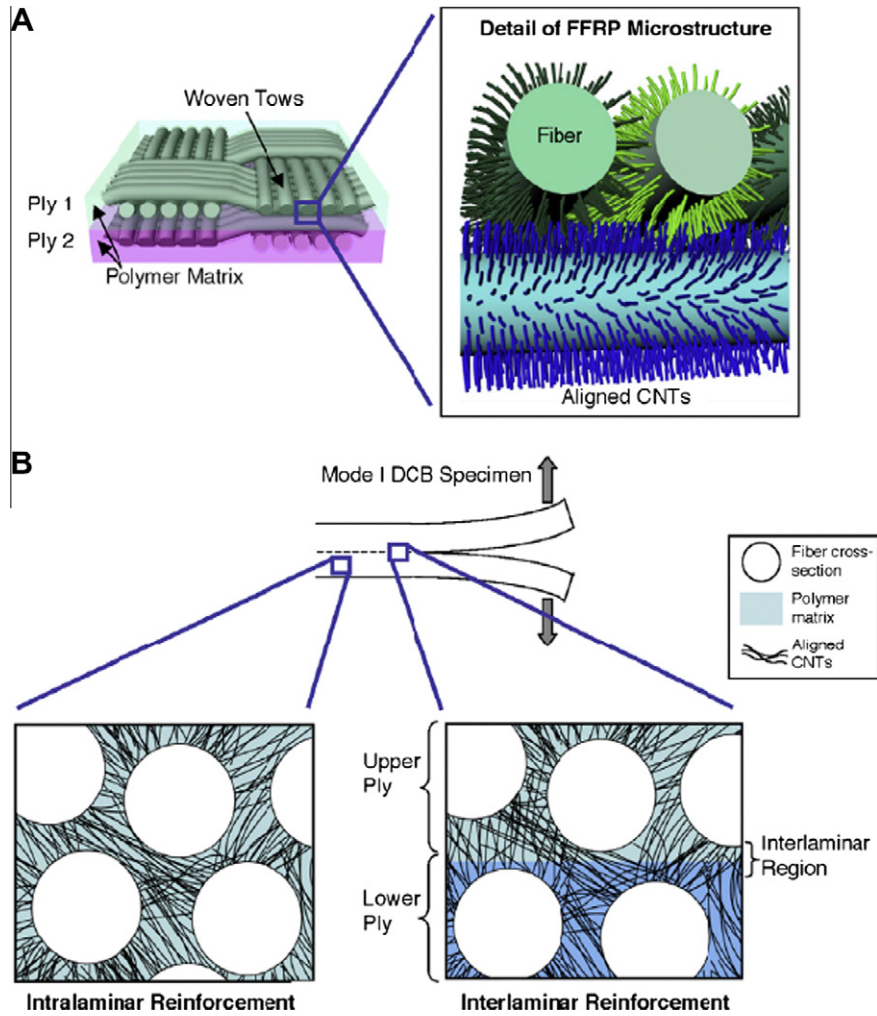 A
Detail of FFRP Microstructure
Woven Tows
Fiber
Ply 1
Ply 2
Polymer Matrix
Aligned CNTs
B
Mode I DCB Specimen
Fiber cross-
section
Polymer
matrix
Aligned
CNTs
Upper
Ply
Interlaminar
Region
Lower
Ply
Intralaminar Reinforcement
Interlaminar Reinforcement